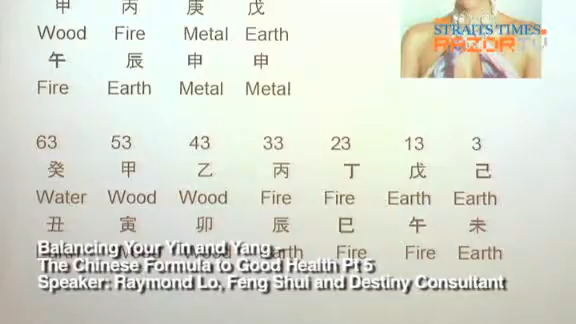 甲 丙 庚 戊
STRAITS TIMES
RAZORTV
Wood Fire Metal Earth
午 辰 申 申
Fire Earth Metal Metal
63 53 43 33 23 13 3
癸 甲 乙 丙 丁 戊 己
Water Wood Wood Fire Fire Earth Earth
丑 寅 卯 辰 巳 午 未
Earth Fire Fire Earth
Balancing Your Yin and Yang -
The Chinese Formula to Good Health Pt 5
Speaker: Raymond Lo, Feng Shui and Destiny Consultant